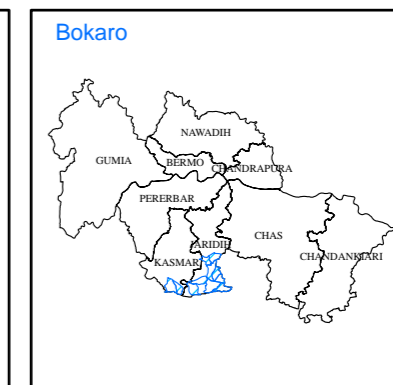 Bokaro
NAWADIH
GUMIA
BERMO
CHANDRAPURA
PERERBAR
JARIDIH
CHAS
KASMAR
CHANDANKIARI